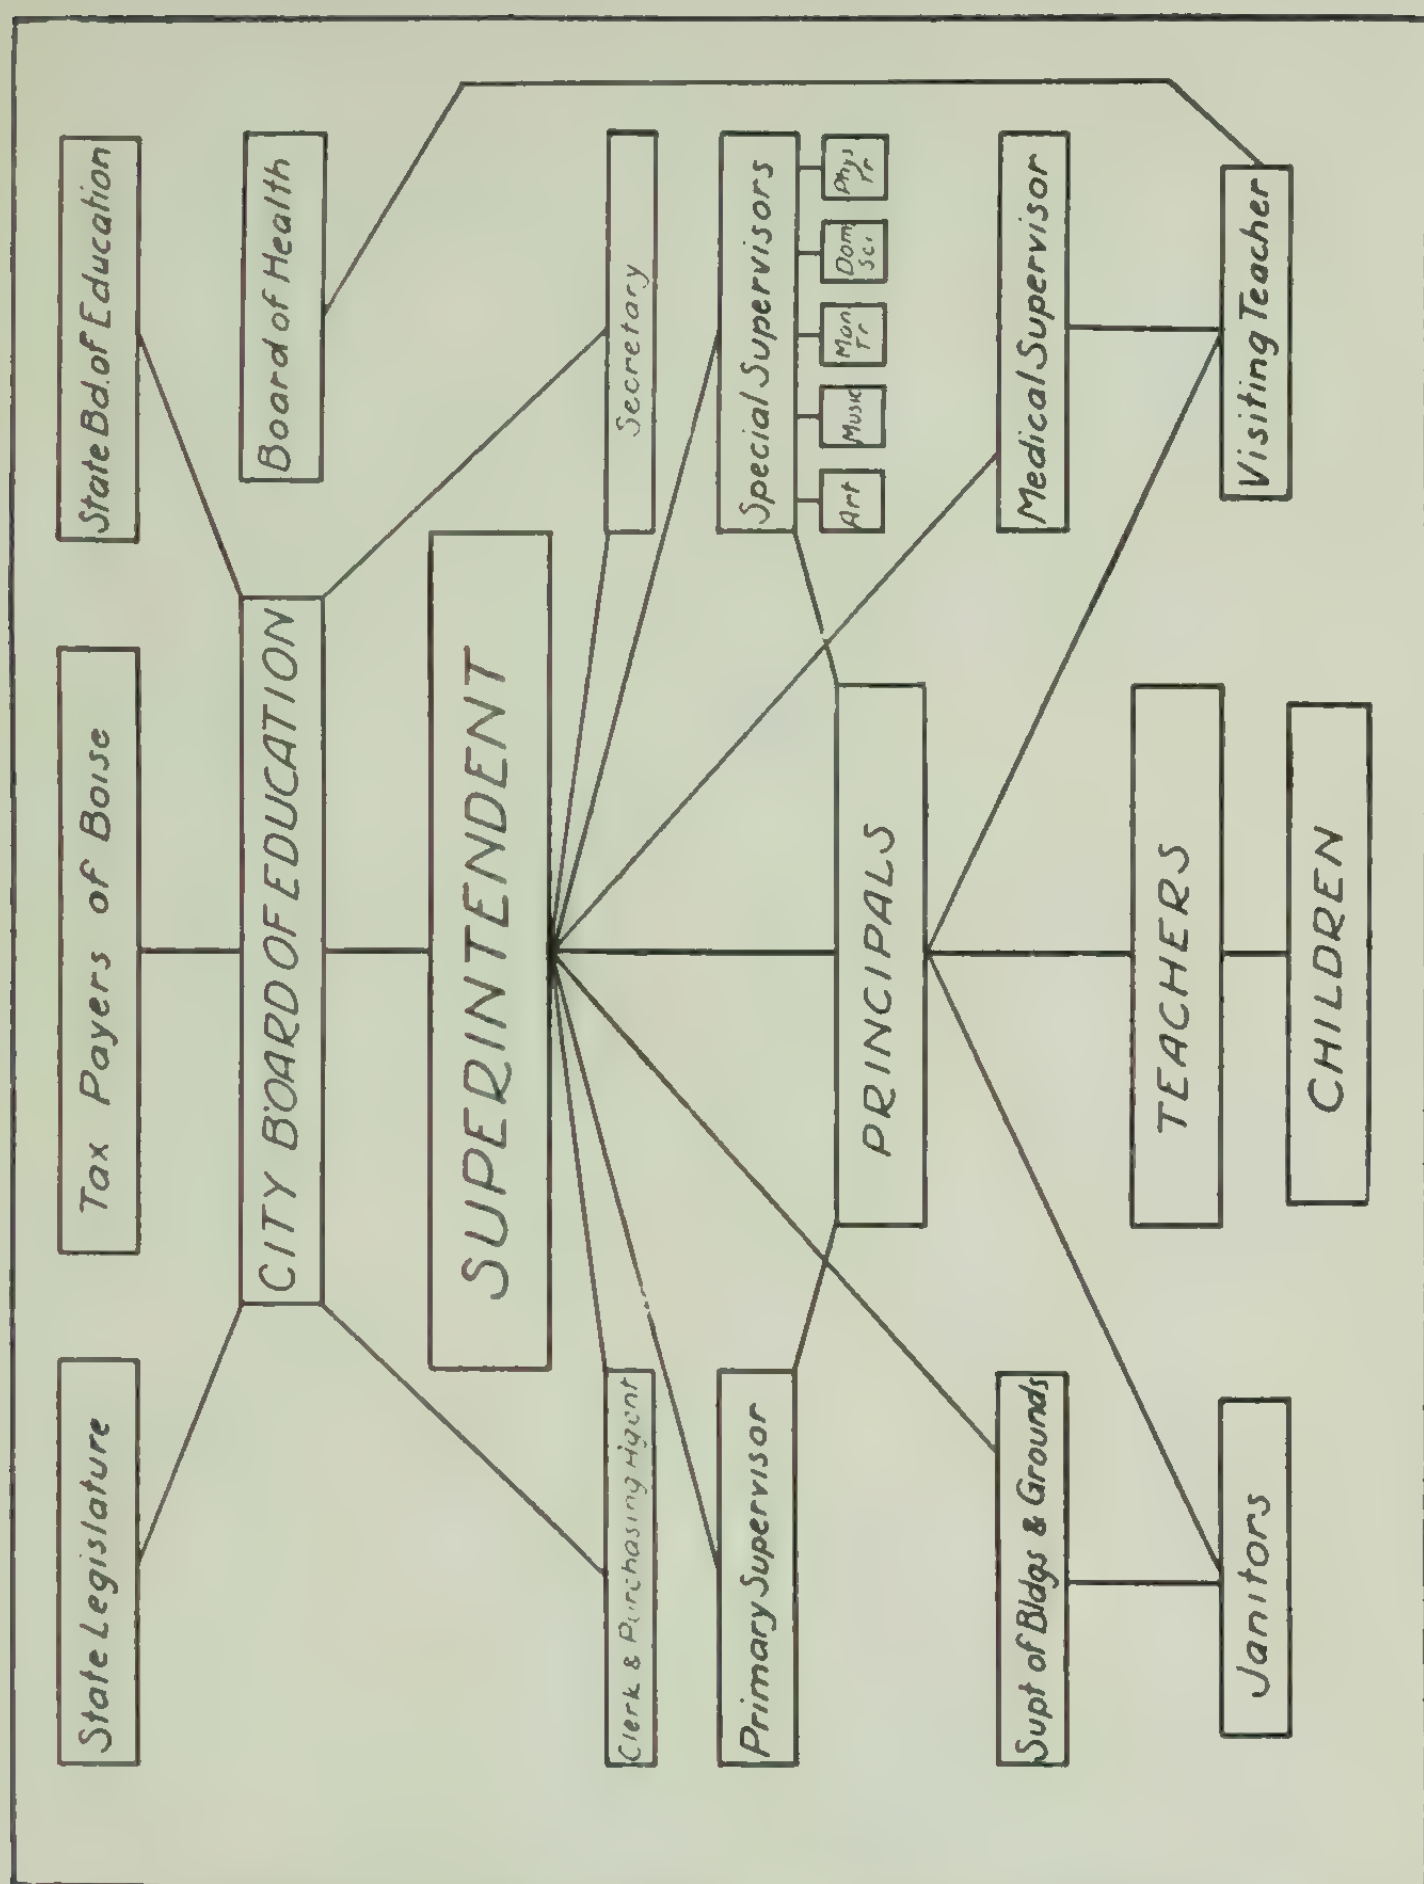 State Legislature
Tax Payers of Boise
State Bd. of Education
CITY BOARD OF EDUCATION
Board of Health
SUPERINTENDENT
Clerk & Purchasing Agent
Secretary
Primary Supervisor
Special Supervisors
Art
Music
Man
Tr
Dom
Sci.
Phys
Tr
PRINCIPALS
Supt of Bldgs & Grounds
Medical Supervisor
TEACHERS
Janitors
Visiting Teacher
CHILDREN